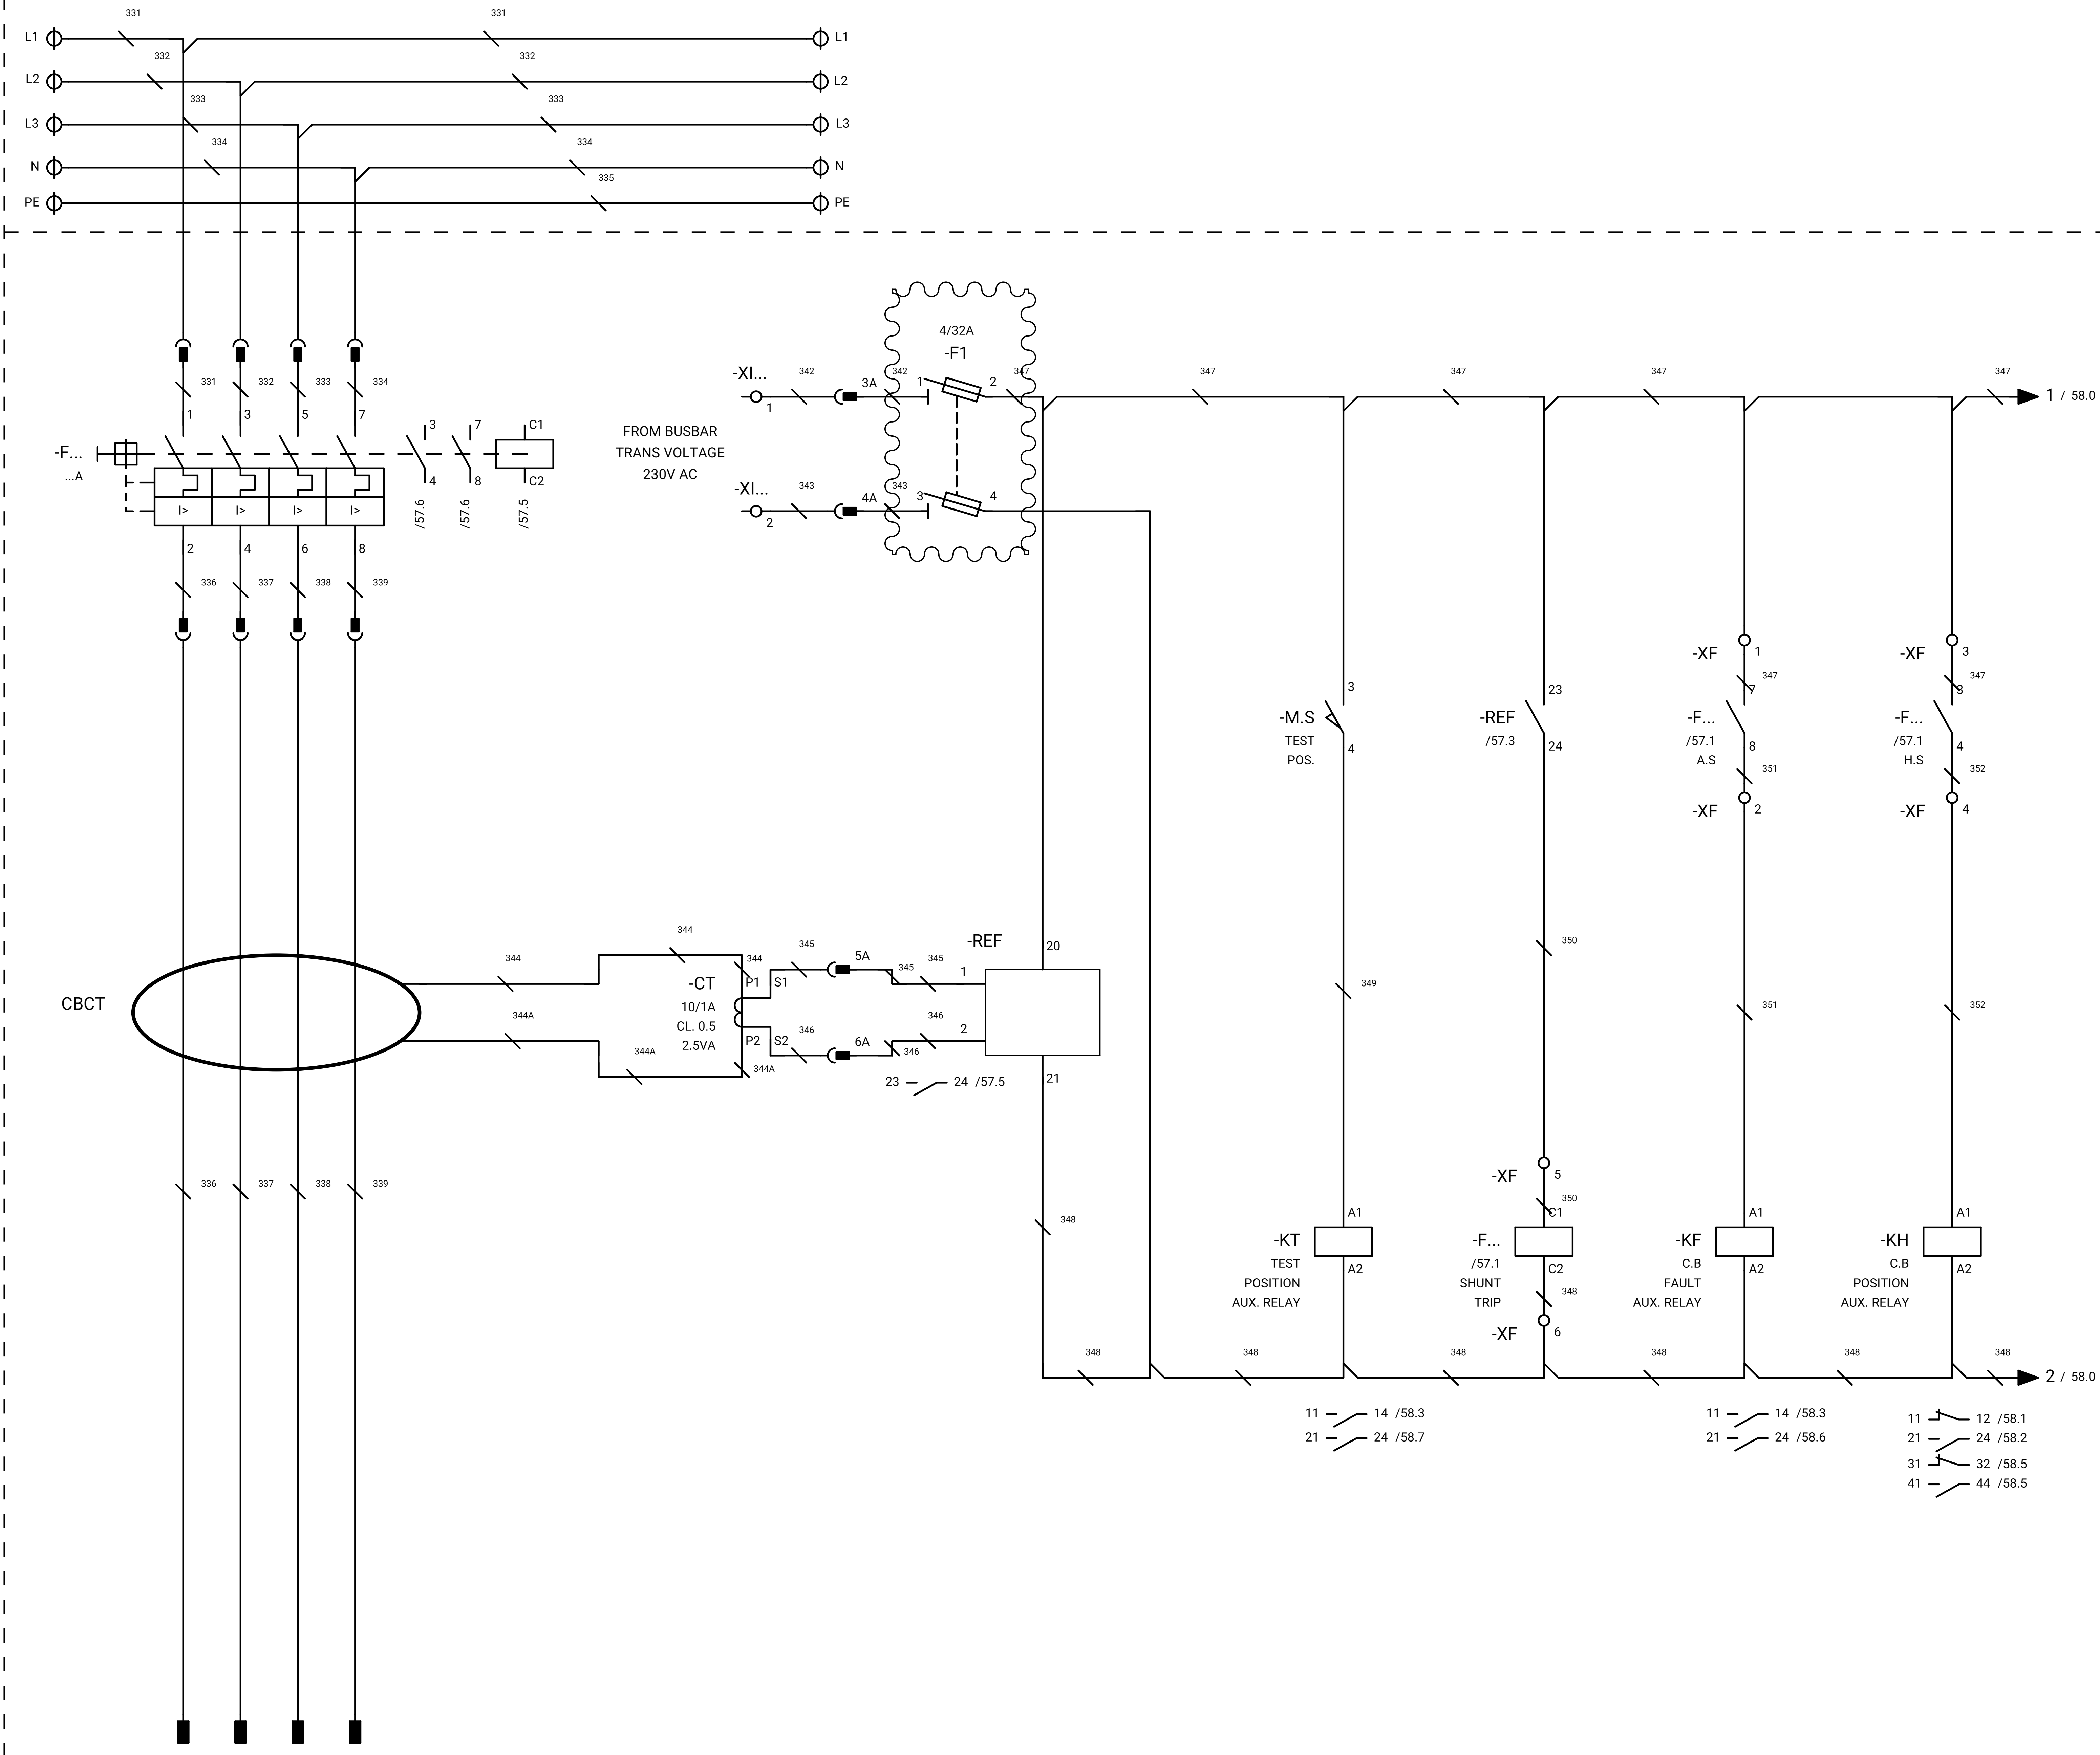 331
331
L1
L1
332
332
L2
L2
333
333
L3
L3
334
334
N
N
335
PE
PE
4/32A
-F1
-XI...
342
3A
342
1
2
347
347
347
347
347
1 / 58.0
1
331
332
333
334
1
3
5
7
-F...
...A
I>
I>
I>
I>
3
4
/57.6
7
8
/57.6
C1
C2
/57.5
FROM BUSBAR
TRANS VOLTAGE
230V AC
-XI...
343
4A
343
3
4
2
2
4
6
8
336
337
338
339
3
-M.S
TEST
POS.
4
23
-REF
/57.3
24
-XF
1
347
7
-F...
/57.1
A.S
8
351
-XF
2
-XF
3
347
3
-F...
/57.1
H.S
4
352
-XF
4
CBCT
344
344A
344
344A
344
P1
S1
-CT
10/1A
CL. 0.5
2.5VA
P2
S2
344A
345
5A
345
345
1
346
6A
346
346
2
-REF
20
21
23
24 /57.5
349
350
351
352
336
337
338
339
348
-XF
5
350
A1
-KT
TEST
POSITION
AUX. RELAY
A2
C1
-F...
/57.1
SHUNT
TRIP
C2
348
-XF
6
A1
-KF
C.B
FAULT
AUX. RELAY
A2
A1
-KH
C.B
POSITION
AUX. RELAY
A2
348
348
348
348
348
348
2 / 58.0
11
14 /58.3
21
24 /58.7
11
14 /58.3
21
24 /58.6
11
12 /58.1
21
24 /58.2
31
32 /58.5
41
44 /58.5